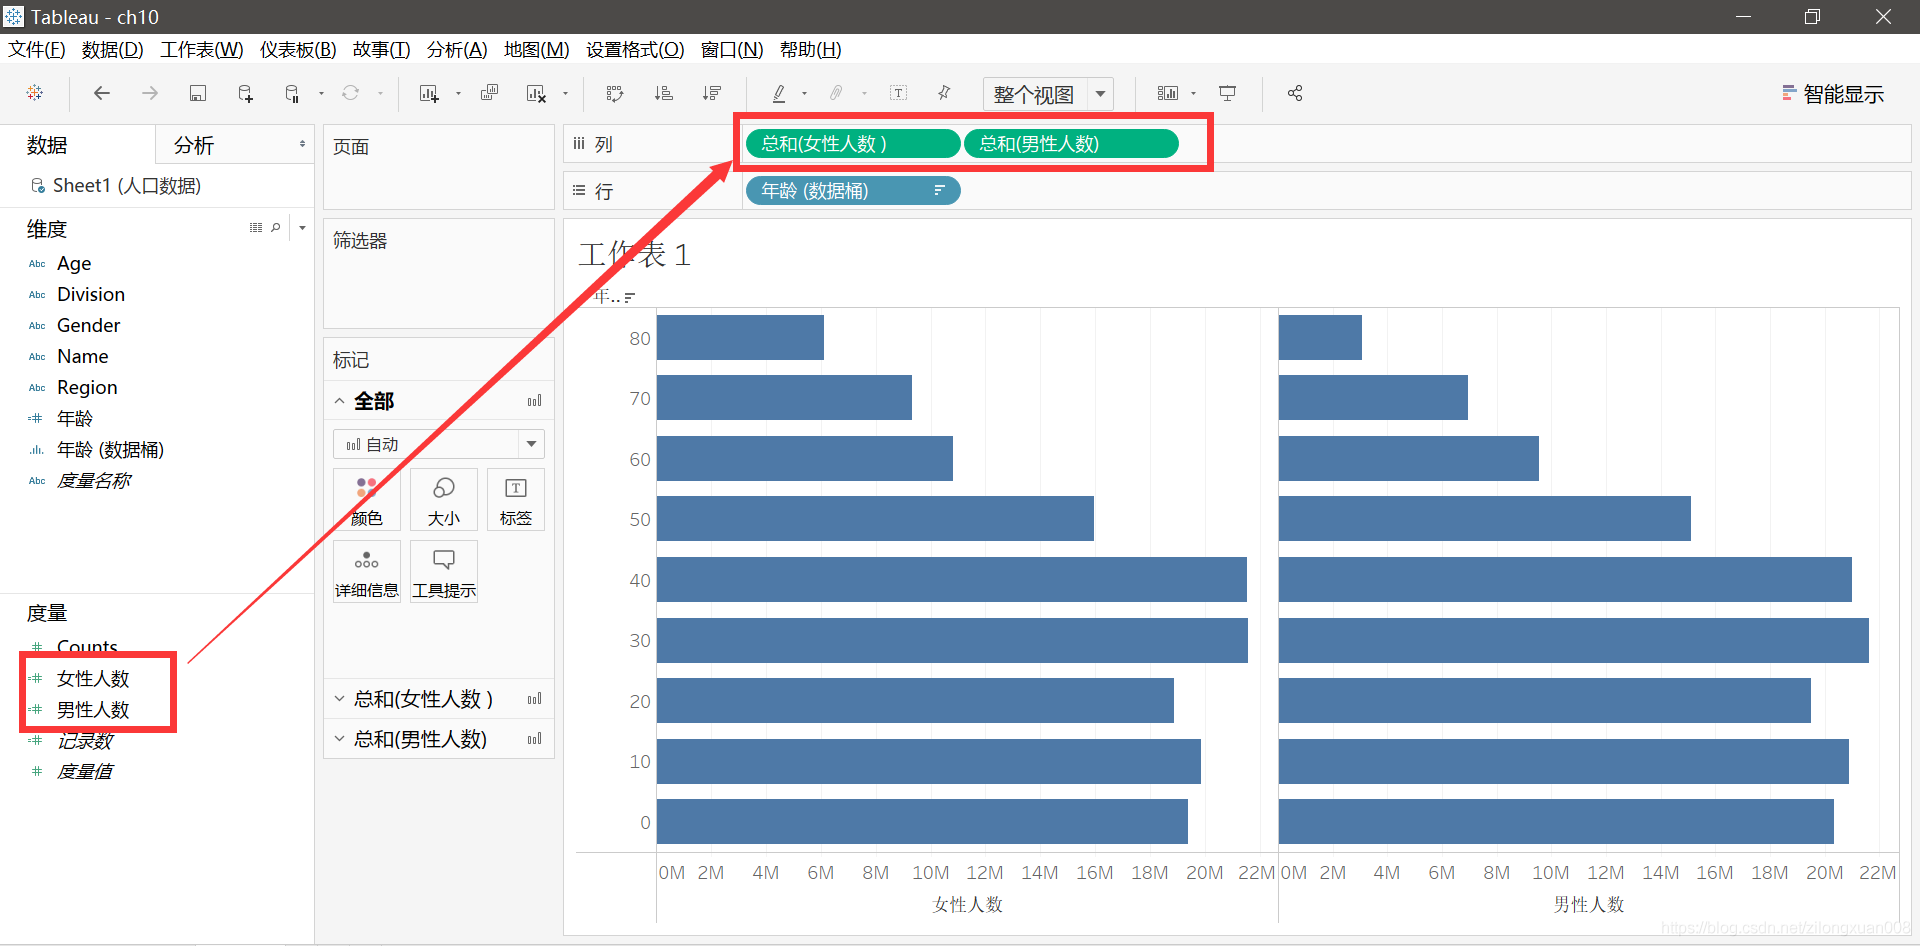 Tableau - ch10
文件(F) 数据(D) 工作表(W) 仪表板(B) 故事(T) 分析(A) 地图(M) 设置格式(O) 窗口(N) 帮助(H)
整个视图
智能显示
数据
分析
Sheet1 (人口数据)
维度
Abc Age
Abc Division
Abc Gender
Abc Name
Abc Region
年龄
年龄 (数据桶)
Abc 度量名称
度量
Counts
女性人数
男性人数
记录数
度量值
页面
筛选器
标记
全部
自动
颜色
大小
标签
详细信息
工具提示
总和(女性人数 )
总和(男性人数)
列
总和(女性人数 )
总和(男性人数)
行
年龄 (数据桶)
工作表 1
年..
80
70
60
50
40
30
20
10
0
0M 2M 4M 6M 8M 10M 12M 14M 16M 18M 20M 22M
女性人数
0M 2M 4M 6M 8M 10M 12M 14M 16M 18M 20M 22M
男性人数
https://blog.csdn.net/zilongxuan008